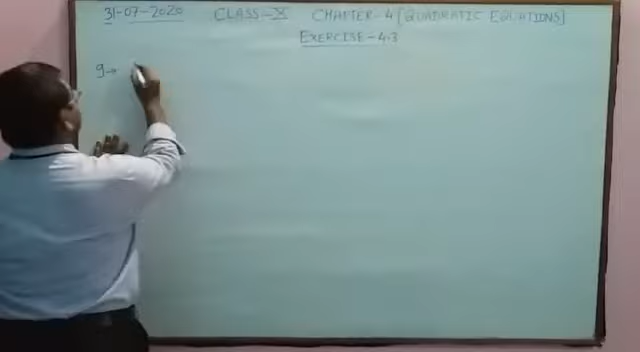 31-07-2020 CLASS-X CHAPTER-4 [QUADRATIC EQUATIONS]
EXERCISE-4.3
9→